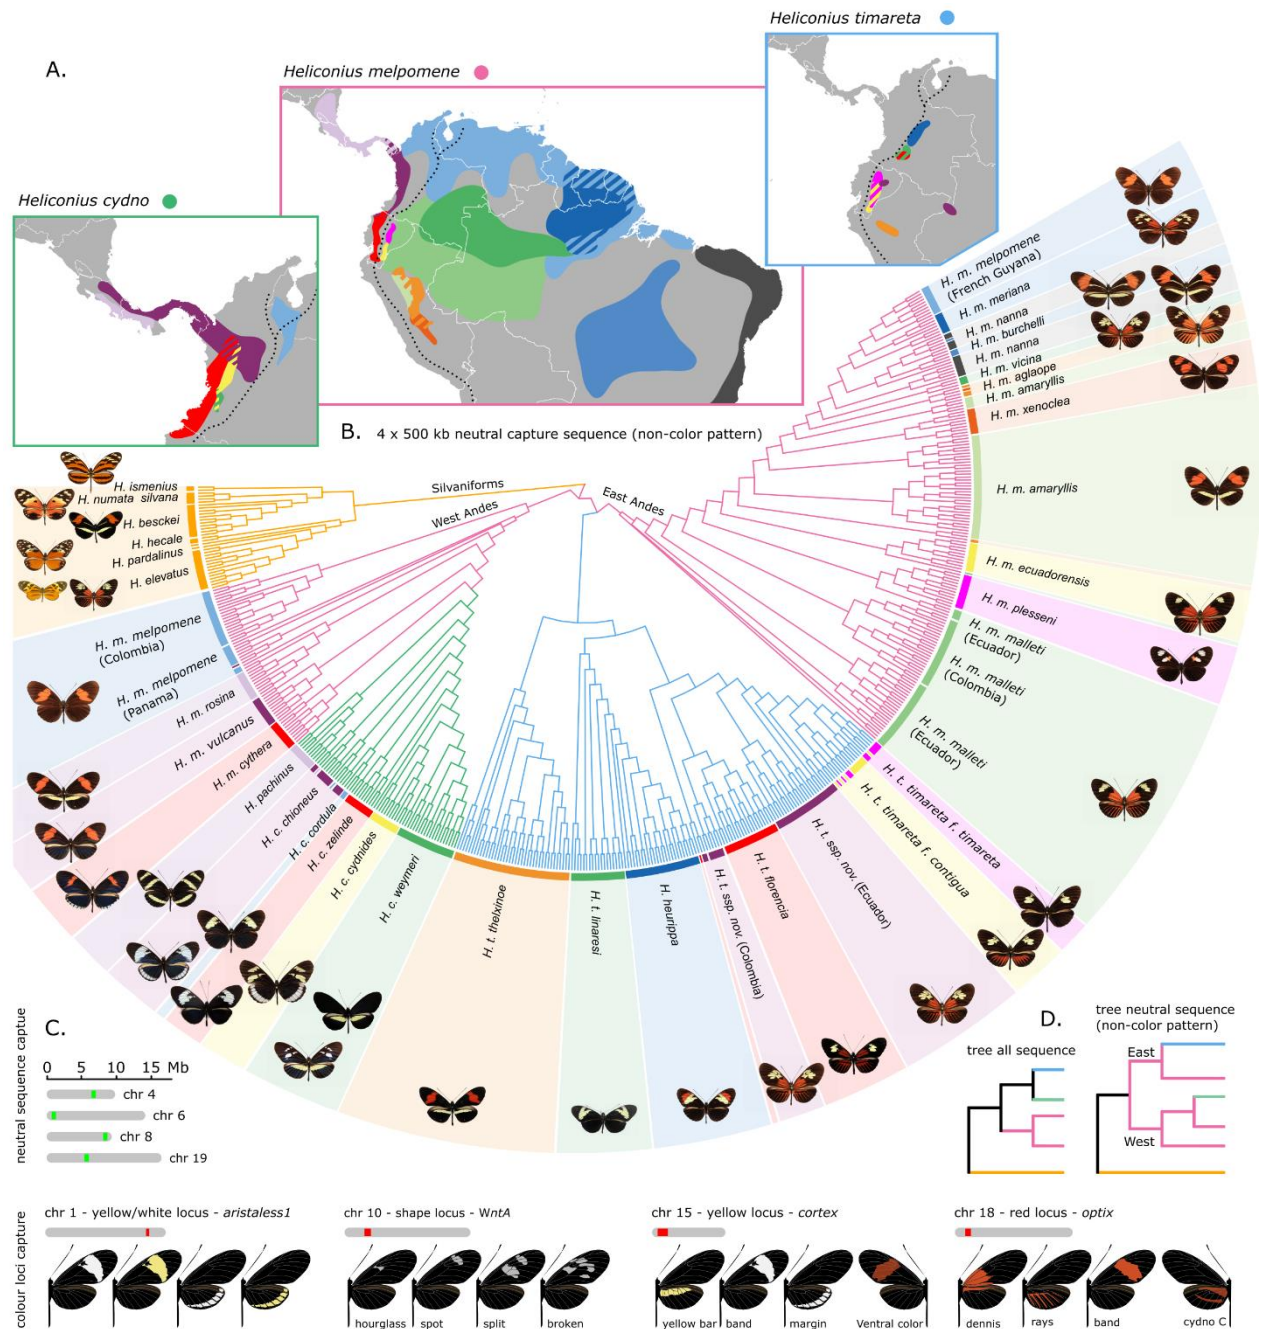 Heliconius timareta
A.
Heliconius melpomene
Heliconius cydno
B.
4 x 500 kb neutral capture sequence (non-color pattern)
Silvaniforms
West Andes
East Andes
H. ismenius
H. numata silvana
H. besckei
H. hecale
H. pardalinus
H. elevatus
H. m. melpomene
(Colombia)
H. m. melpomene
(Panama)
H. m. rosina
H. m. vulcanus
H. m. cythera
H. pachinus
H. c. chioneus
H. c. cordula
H. c. zelinde
H. c. cydnides
H. c. weymeri
H. t. thelxinoe
H. t. linaresi
H. heurippa
H. t. ssp. nov. (Colombia)
H. t. florencia
H. t. ssp. nov. (Ecuador)
H. t. timareta f. contigua
H. t. timareta f. timareta
H. m. malleti
(Ecuador)
H. m. malleti
(Colombia)
H. m. malleti
(Ecuador)
H. m. plesseni
H. m. ecuadorensis
H. m. amaryllis
H. m. xenoclea
H. m. amaryllis
H. m. aglaope
H. m. vicina
H. m. nanna
H. m. burchelli
H. m. nanna
H. m. meriana
H. m. melpomene
(French Guyana)
C.
neutral sequence captue
0 5 10 15 Mb
chr 4
chr 6
chr 8
chr 19
D.
tree all sequence
tree neutral sequence
(non-color pattern)
East
West
colour loci capture
chr 1 - yellow/white locus - aristaless1
chr 10 - shape locus - WntA
hourglass spot split broken
chr 15 - yellow locus - cortex
yellow bar band margin Ventral color
chr 18 - red locus - optix
dennis rays band cydno C